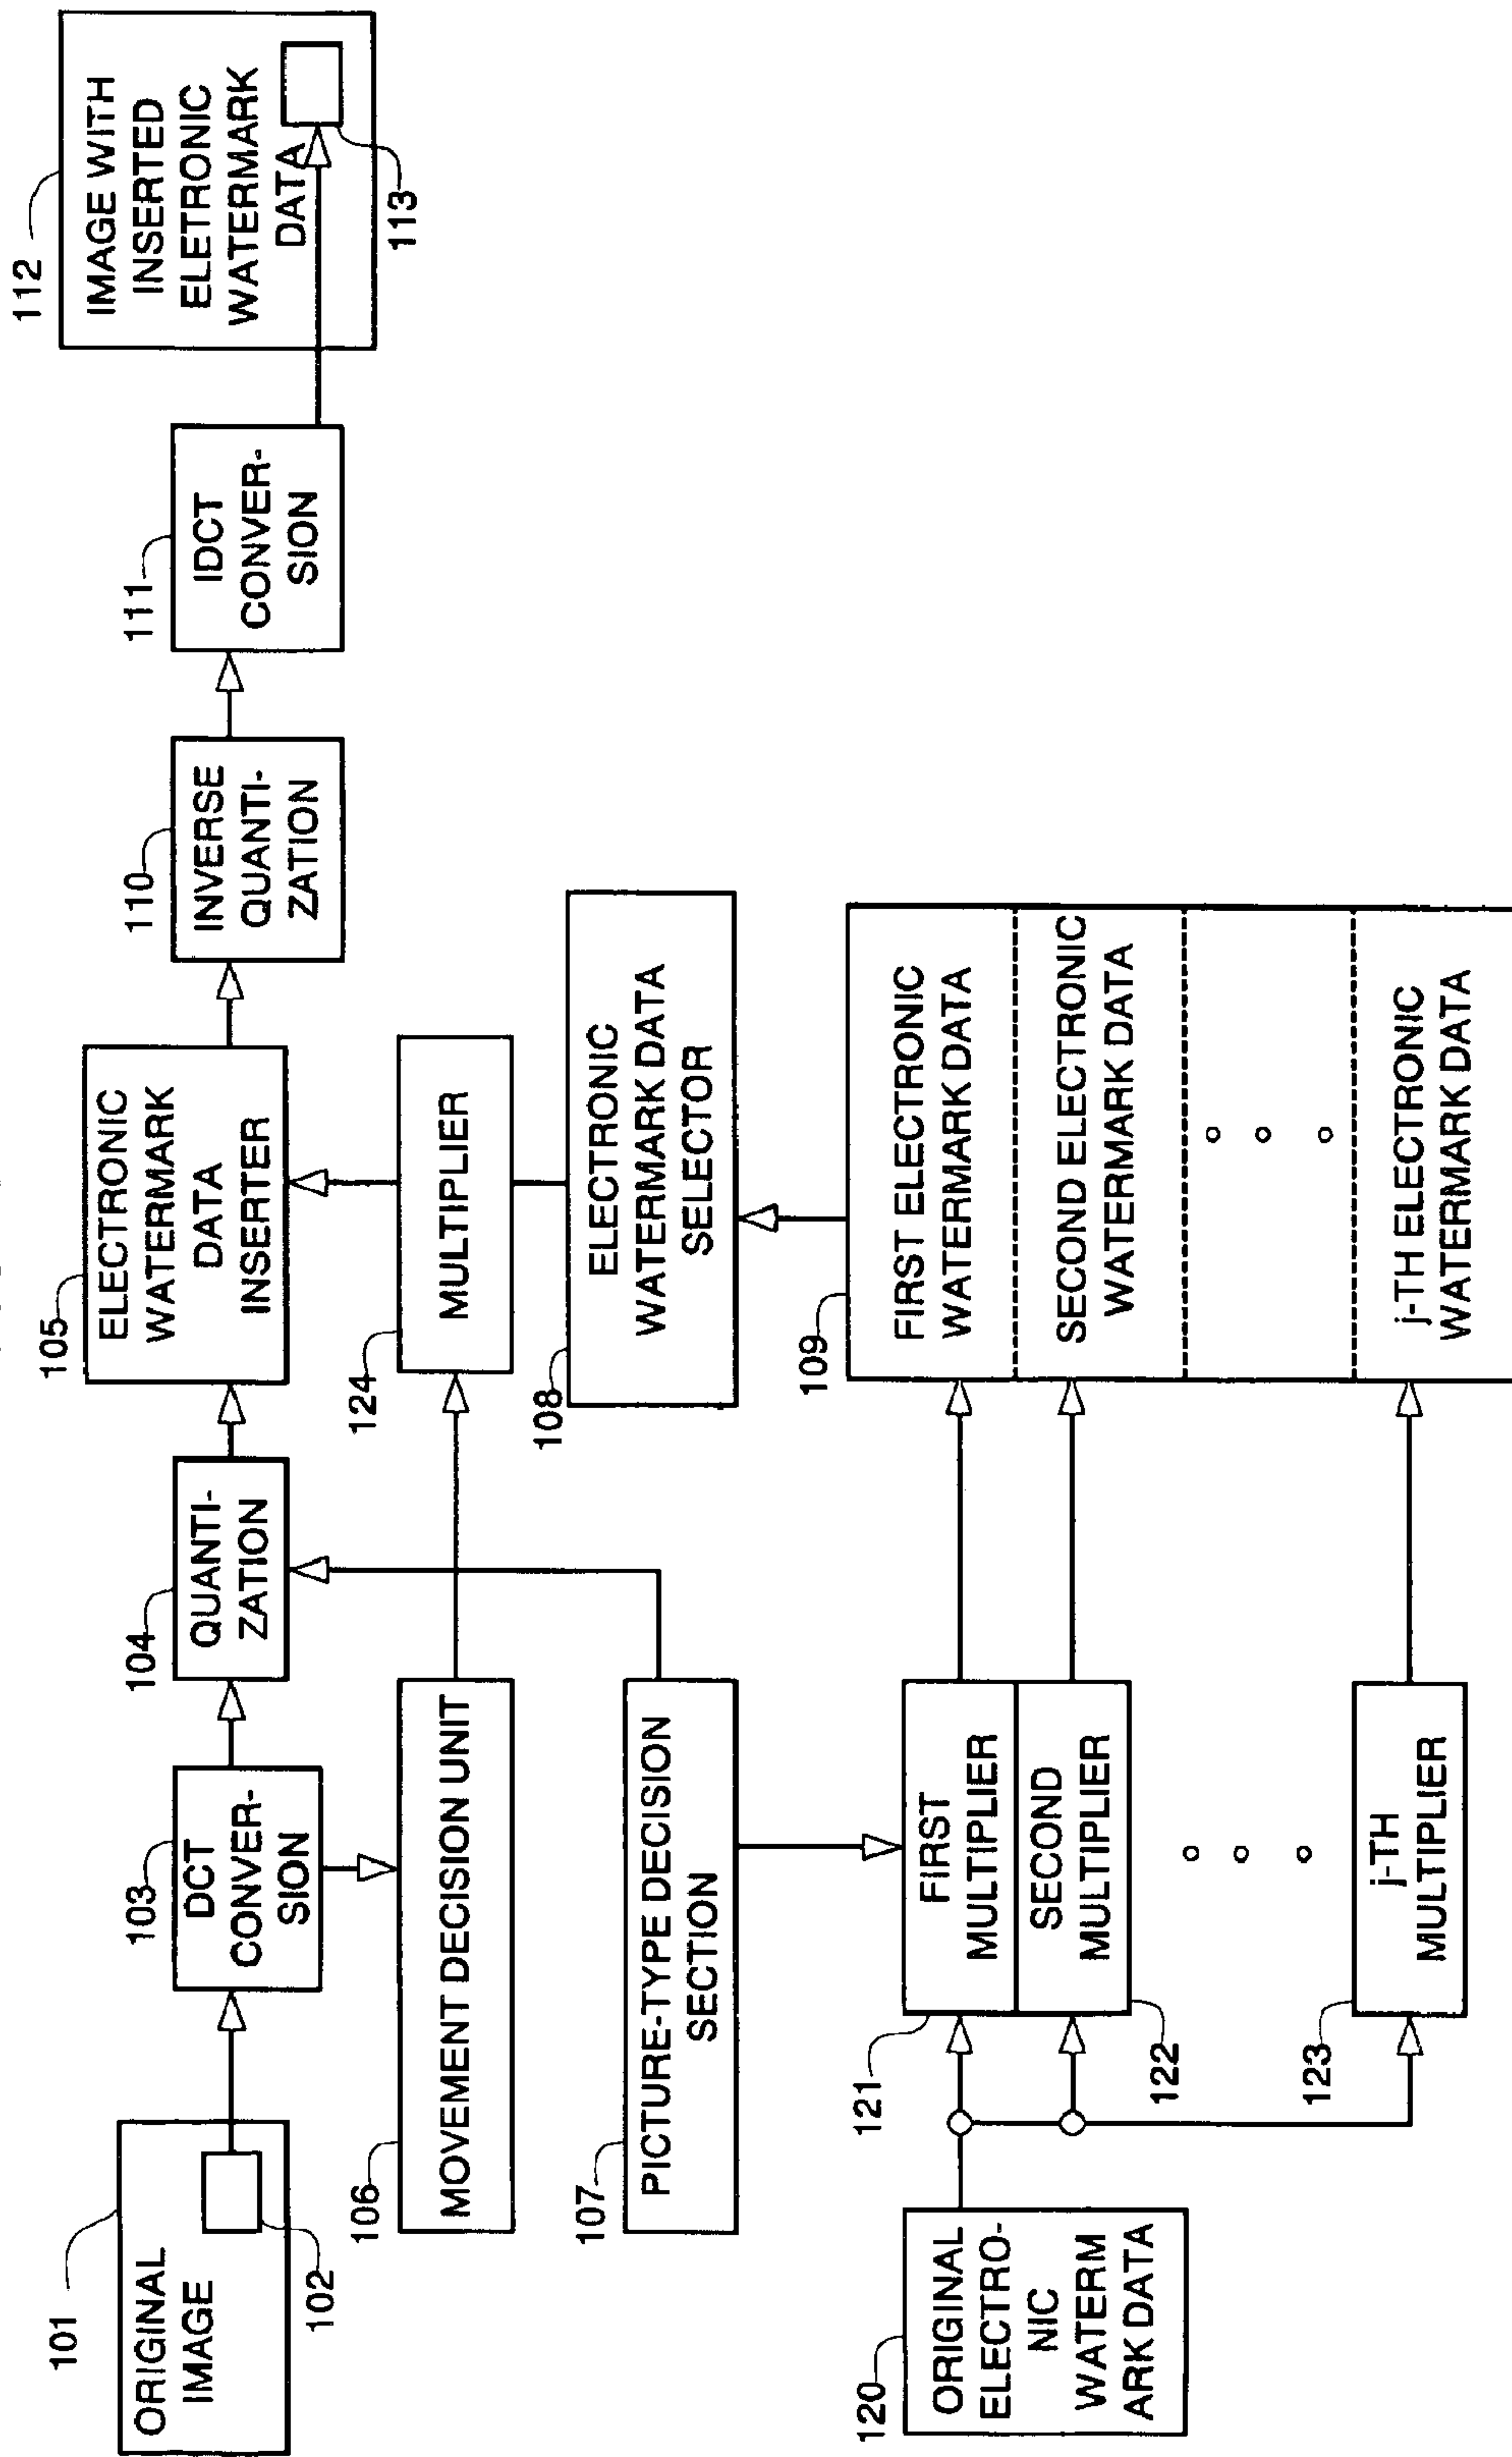 101
ORIGINAL
IMAGE
102
103
DCT
CONVER-
SION
104
QUANTI-
ZATION
105
ELECTRONIC
WATERMARK
DATA
INSERTER
110
INVERSE
QUANTI-
ZATION
111
IDCT
CONVER-
SION
112
IMAGE WITH
INSERTED
ELETRONIC
WATERMARK
DATA
113
106
MOVEMENT DECISION UNIT
124
MULTIPLIER
107
PICTURE-TYPE DECISION
SECTION
108
ELECTRONIC
WATERMARK DATA
SELECTOR
120
ORIGINAL
ELECTRO-
NIC
WATERM
ARK DATA
121
FIRST
MULTIPLIER
SECOND
MULTIPLIER
122
123
j-TH
MULTIPLIER
109
FIRST ELECTRONIC
WATERMARK DATA
SECOND ELECTRONIC
WATERMARK DATA
j-TH ELECTRONIC
WATERMARK DATA